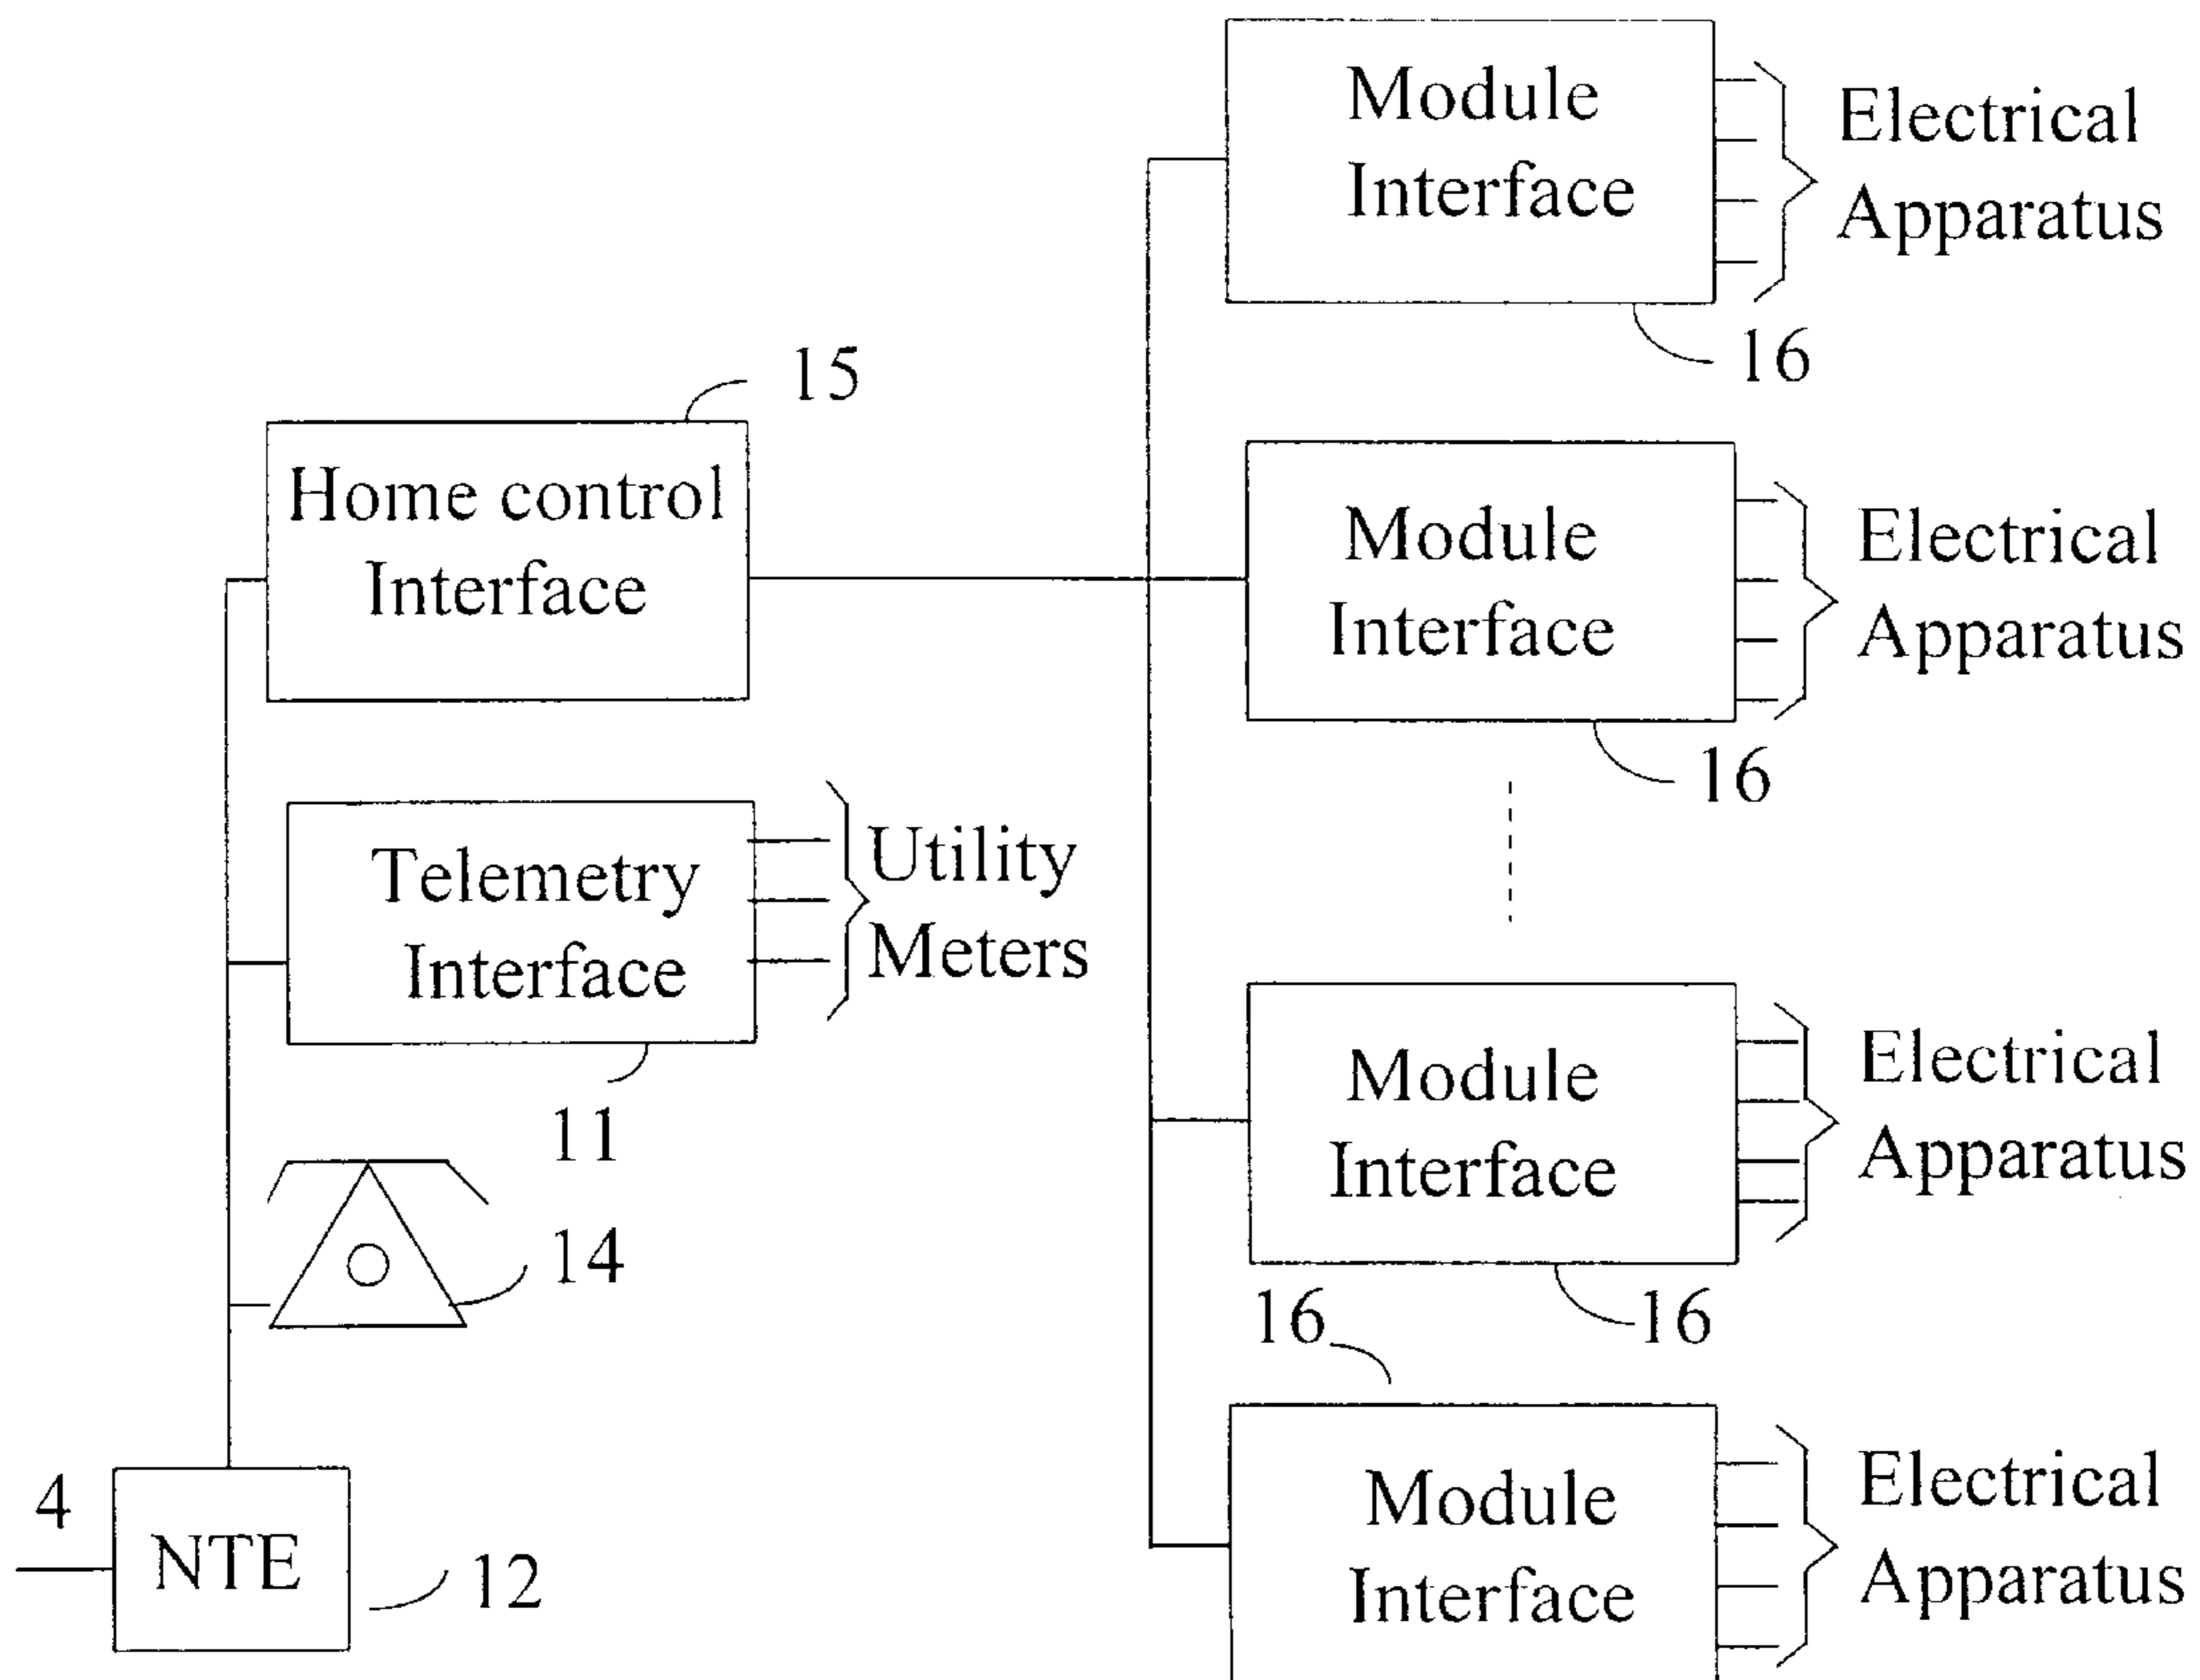 Module
Interface
Electrical
Apparatus
16
15
Home control
Interface
Module
Interface
Electrical
Apparatus
16
Telemetry
Interface
Utility
Meters
11
Module
Interface
Electrical
Apparatus
16
14
16
Module
Interface
Electrical
Apparatus
4
NTE
12